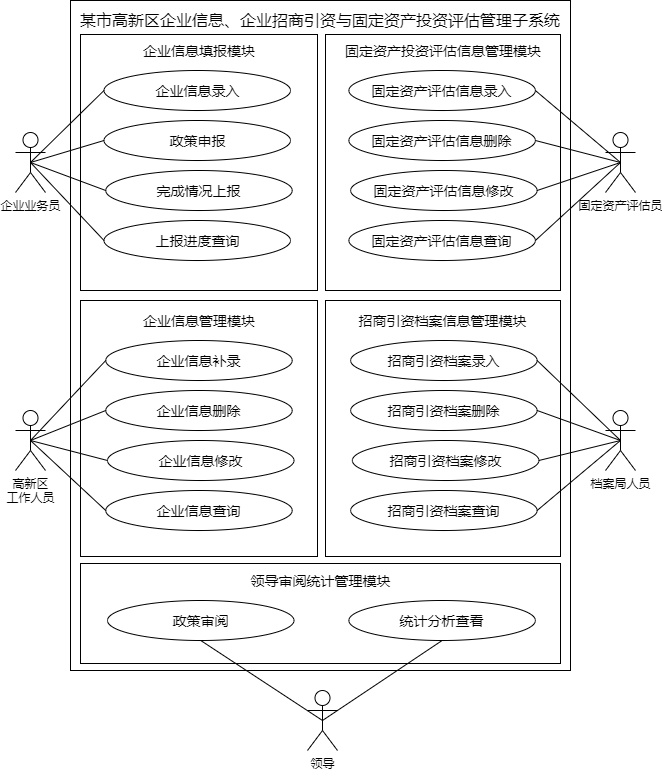 某市高新区企业信息、企业招商引资与固定资产投资评估管理子系统
企业信息填报模块
企业信息录入
政策申报
完成情况上报
上报进度查询
企业业务员
固定资产投资评估信息管理模块
固定资产评估信息录入
固定资产评估信息删除
固定资产评估信息修改
固定资产评估信息查询
固定资产评估员
企业信息管理模块
企业信息补录
企业信息删除
企业信息修改
企业信息查询
高新区
工作人员
招商引资档案信息管理模块
招商引资档案录入
招商引资档案删除
招商引资档案修改
招商引资档案查询
档案局人员
领导审阅统计管理模块
政策审阅
统计分析查看
领导